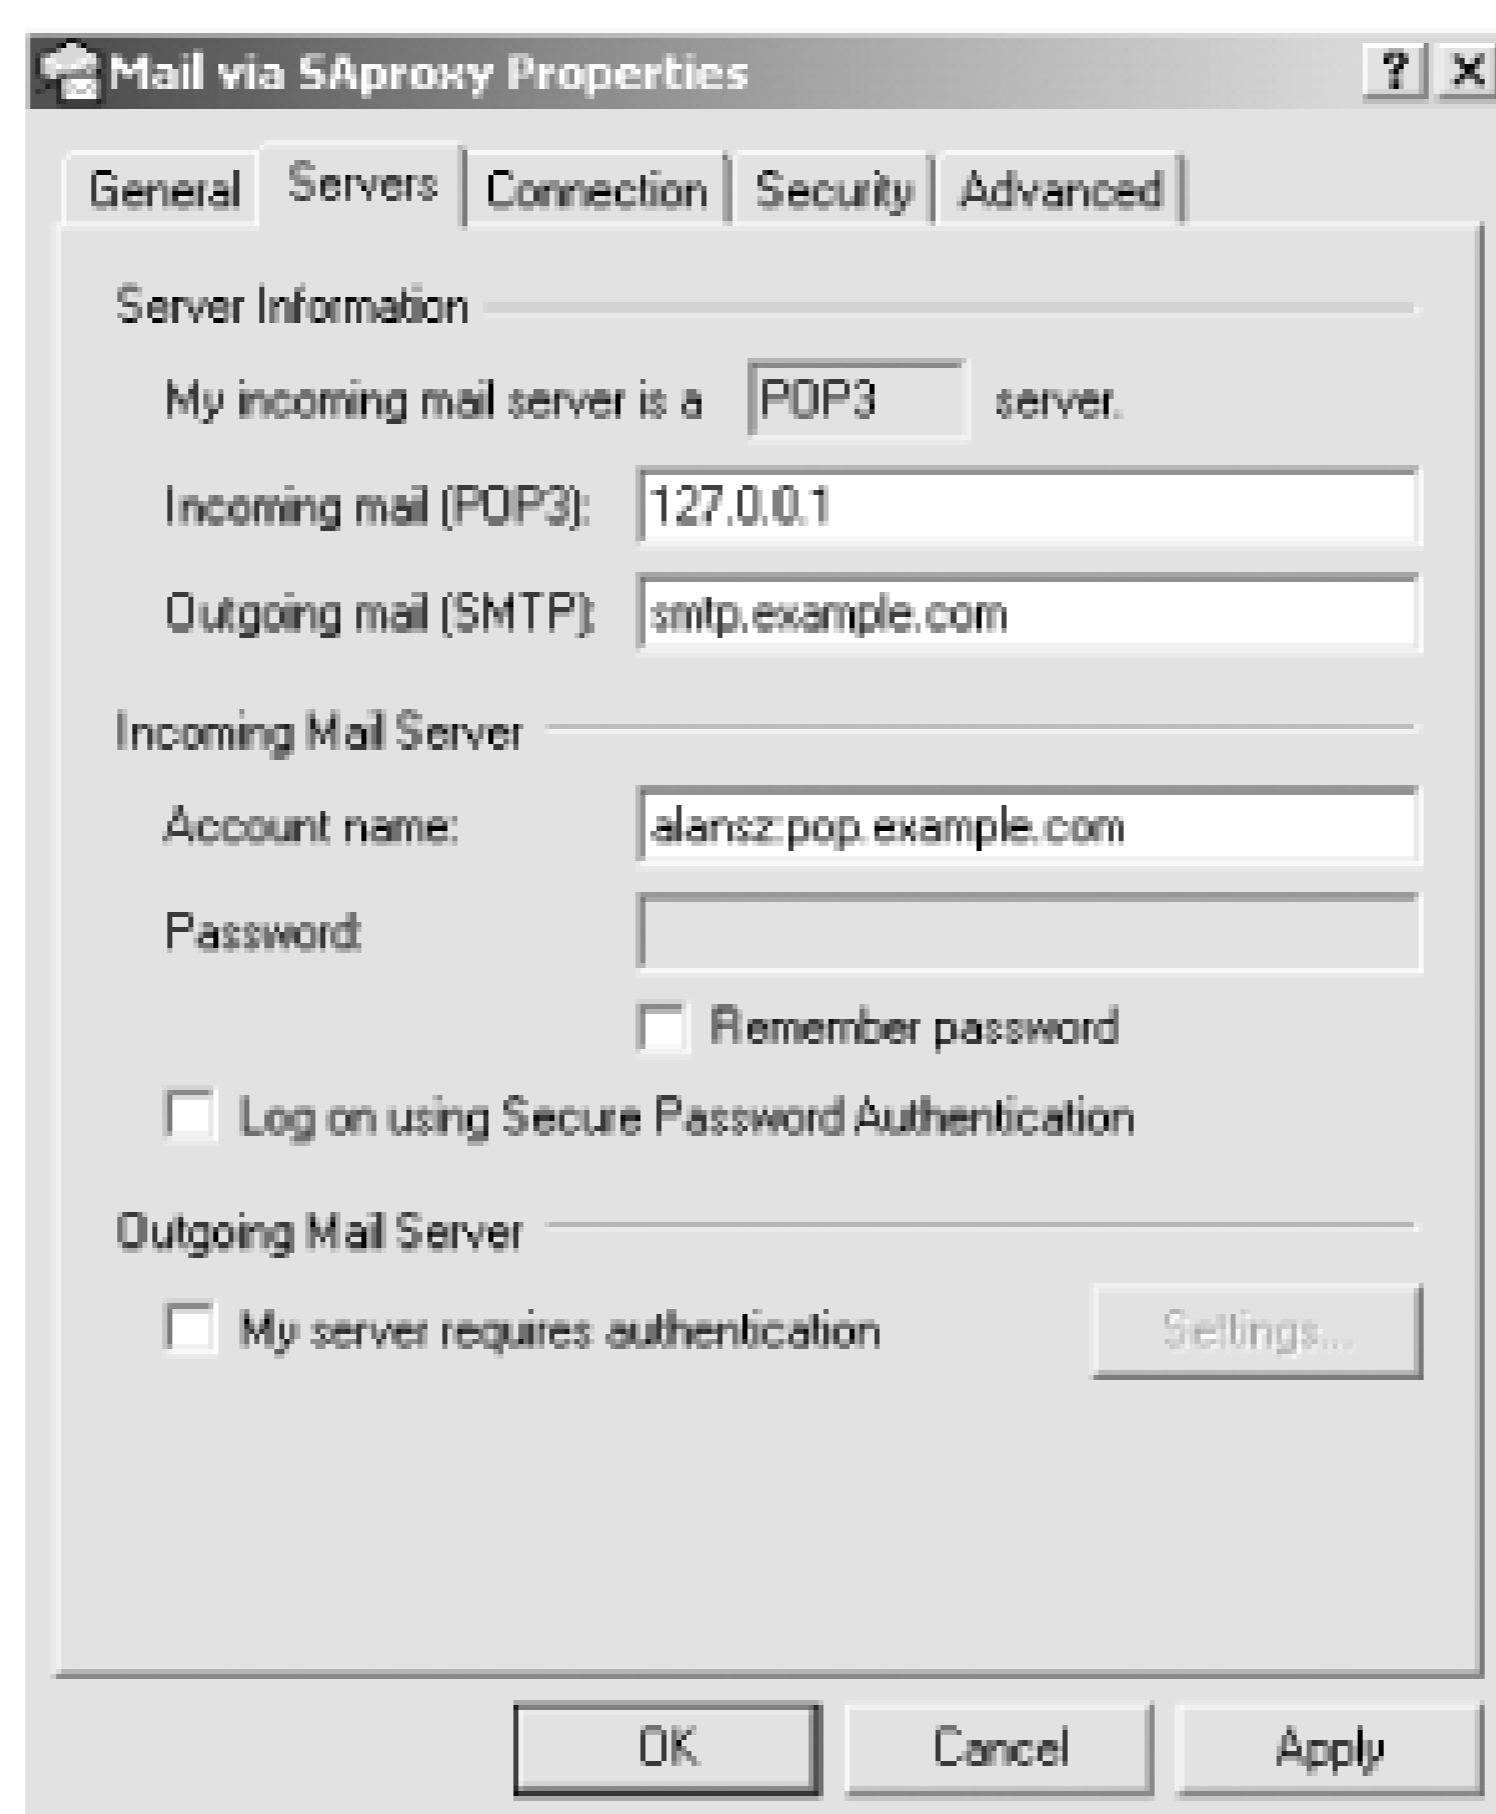 Mail via SAproxy Properties ? X
General Servers Connection Security Advanced
Server Information
My incoming mail server is a POP3 server.
Incoming mail (POP3): 127.0.0.1
Outgoing mail (SMTP): smtp.example.com
Incoming Mail Server
Account name: alansz:pop.example.com
Password:
Remember password
Log on using Secure Password Authentication
Outgoing Mail Server
My server requires authentication Settings...
OK Cancel Apply